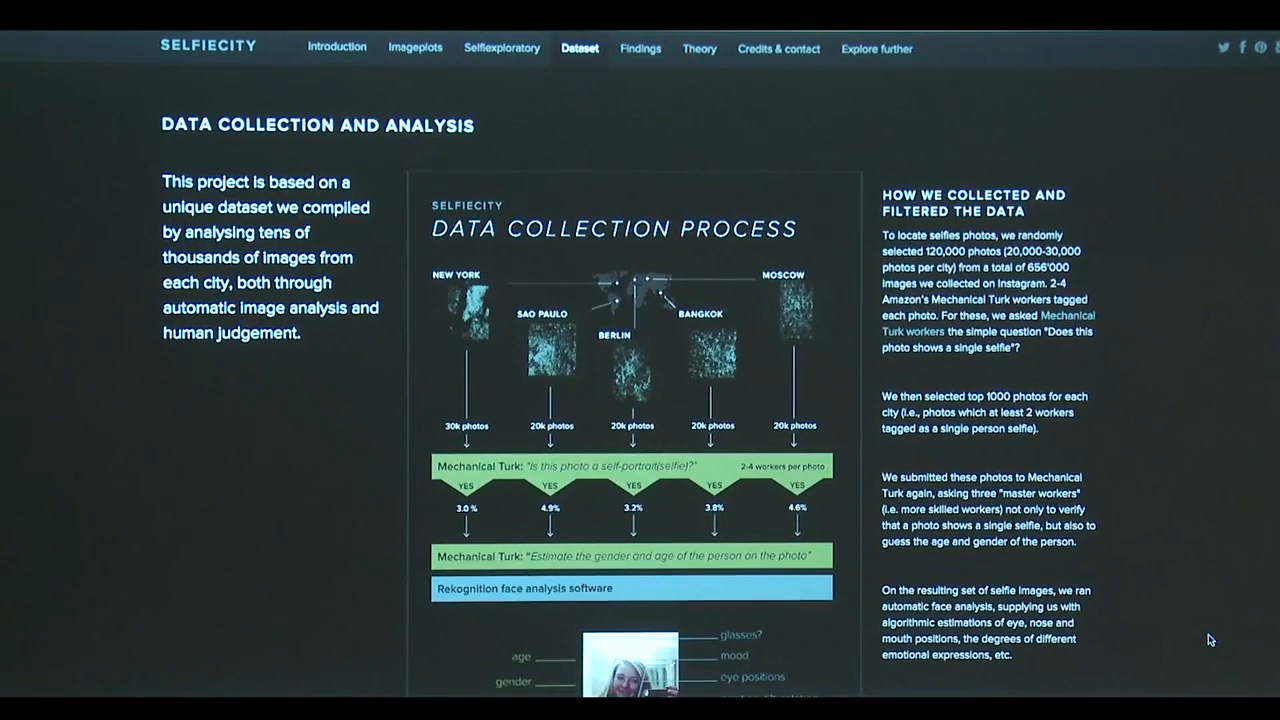 SELFIECITY
Introduction
Imageplots
Selfiexploratory
Dataset
Findings
Theory
Credits & contact
Explore further
DATA COLLECTION AND ANALYSIS
This project is based on a
unique dataset we compiled
by analysing tens of
thousands of images from
each city, both through
automatic image analysis and
human judgement.
SELFIECITY
DATA COLLECTION PROCESS
NEW YORK
MOSCOW
SAO PAULO
BANGKOK
BERLIN
30k photos
20k photos
20k photos
20k photos
20k photos
Mechanical Turk: "Is this photo a self-portrait(selfie)?"
2-4 workers per photo
YES
YES
YES
YES
YES
3.0 %
4.9%
3.2%
3.8%
4.6%
Mechanical Turk: "Estimate the gender and age of the person on the photo"
Rekognition face analysis software
glasses?
age
mood
gender
eye positions
HOW WE COLLECTED AND
FILTERED THE DATA
To locate selfies photos, we randomly
selected 120,000 photos (20,000-30,000
photos per city) from a total of 656'000
images we collected on Instagram. 2-4
Amazon's Mechanical Turk workers tagged
each photo. For these, we asked Mechanical
Turk workers the simple question "Does this
photo shows a single selfie"?
We then selected top 1000 photos for each
city (i.e., photos which at least 2 workers
tagged as a single person selfie).
We submitted these photos to Mechanical
Turk again, asking three "master workers"
(i.e. more skilled workers) not only to verify
that a photo shows a single selfie, but also to
guess the age and gender of the person.
On the resulting set of selfie images, we ran
automatic face analysis, supplying us with
algorithmic estimations of eye, nose and
mouth positions, the degrees of different
emotional expressions, etc.